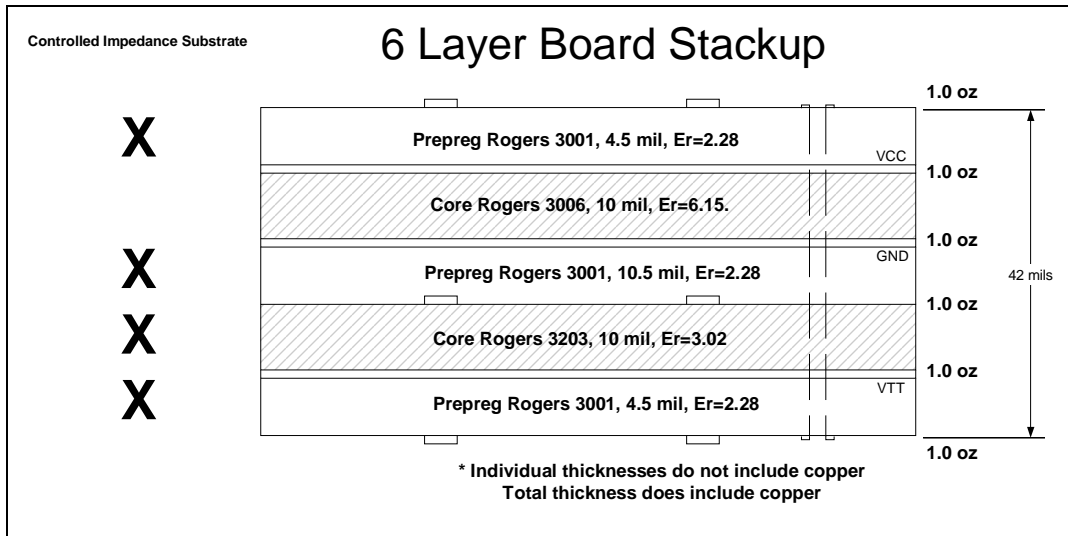 Controlled Impedance Substrate
6 Layer Board Stackup
1.0 oz
X
Prepreg Rogers 3001, 4.5 mil, Er=2.28
VCC
1.0 oz
Core Rogers 3006, 10 mil, Er=6.15.
1.0 oz
GND
X
Prepreg Rogers 3001, 10.5 mil, Er=2.28
42 mils
1.0 oz
X
Core Rogers 3203, 10 mil, Er=3.02
1.0 oz
VTT
X
Prepreg Rogers 3001, 4.5 mil, Er=2.28
1.0 oz
* Individual thicknesses do not include copper
Total thickness does include copper